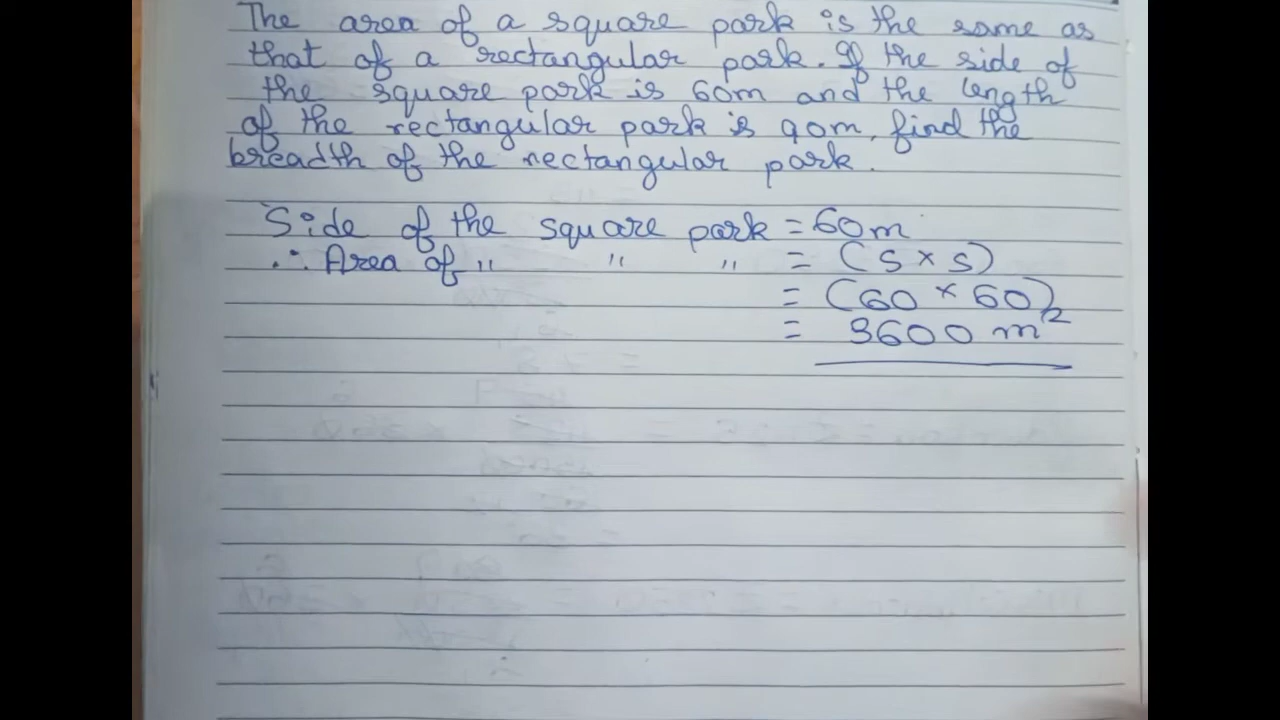 The area of a square park is the same as
that of a rectangular park. If the side of
the square park is 60m and the length
of the rectangular park is 90m, find the
breadth of the rectangular park.
Side of the square park = 60m
∴ Area of " " " = (S × S)
= (60 × 60)
= 3600 m²